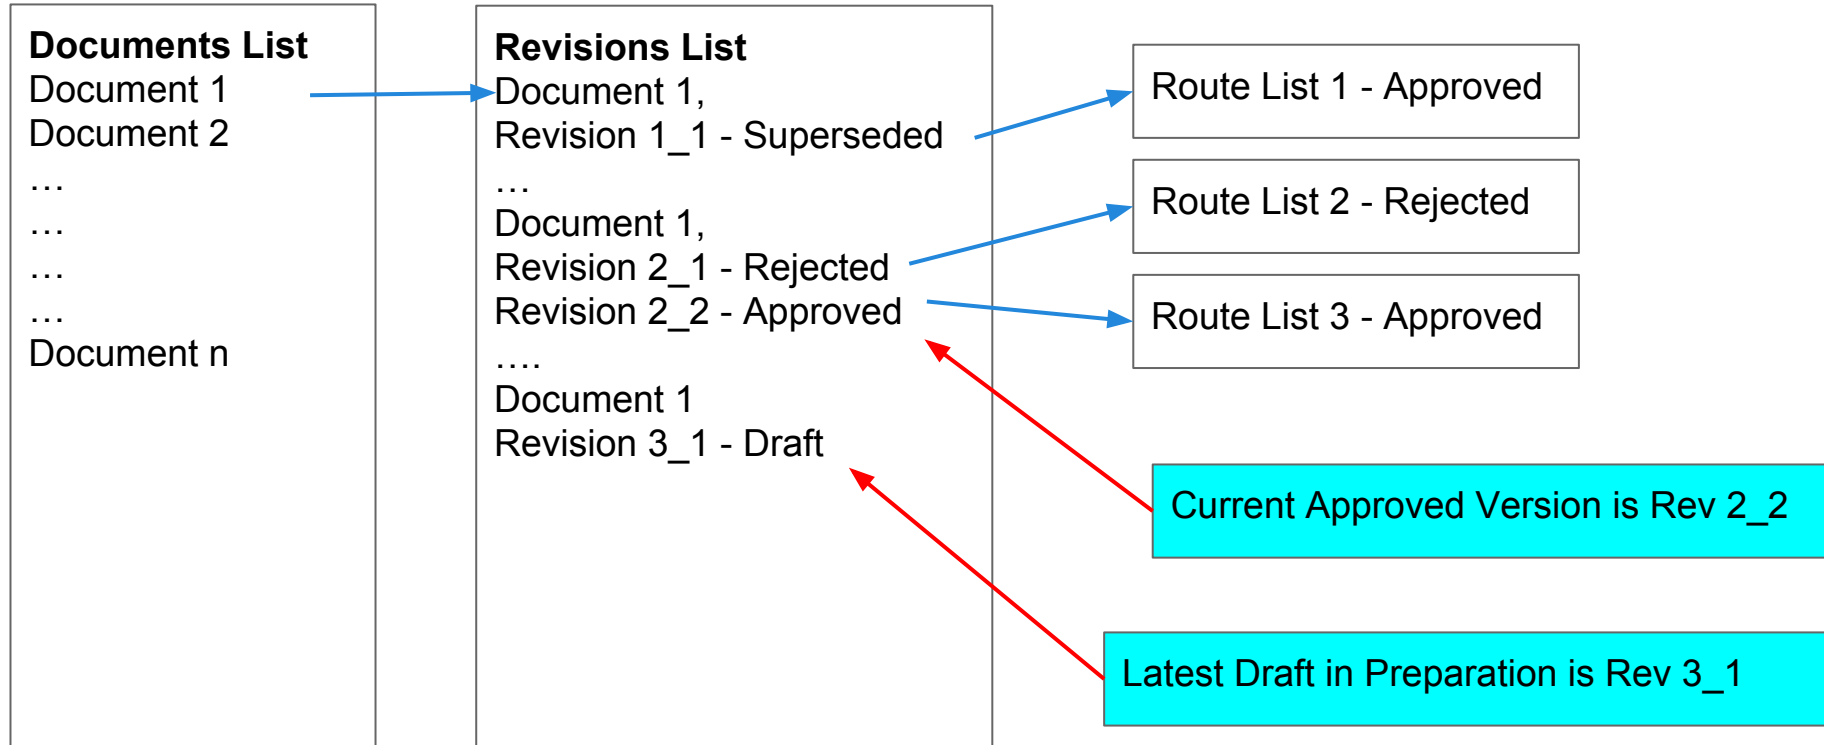 Documents List
Document 1
Document 2
…
…
…
…
Document n
Revisions List
Document 1,
Revision 1_1 - Superseded
…
Document 1,
Revision 2_1 - Rejected
Revision 2_2 - Approved
….
Document 1
Revision 3_1 - Draft
Route List 1 - Approved
Route List 2 - Rejected
Route List 3 - Approved
Current Approved Version is Rev 2_2
Latest Draft in Preparation is Rev 3_1